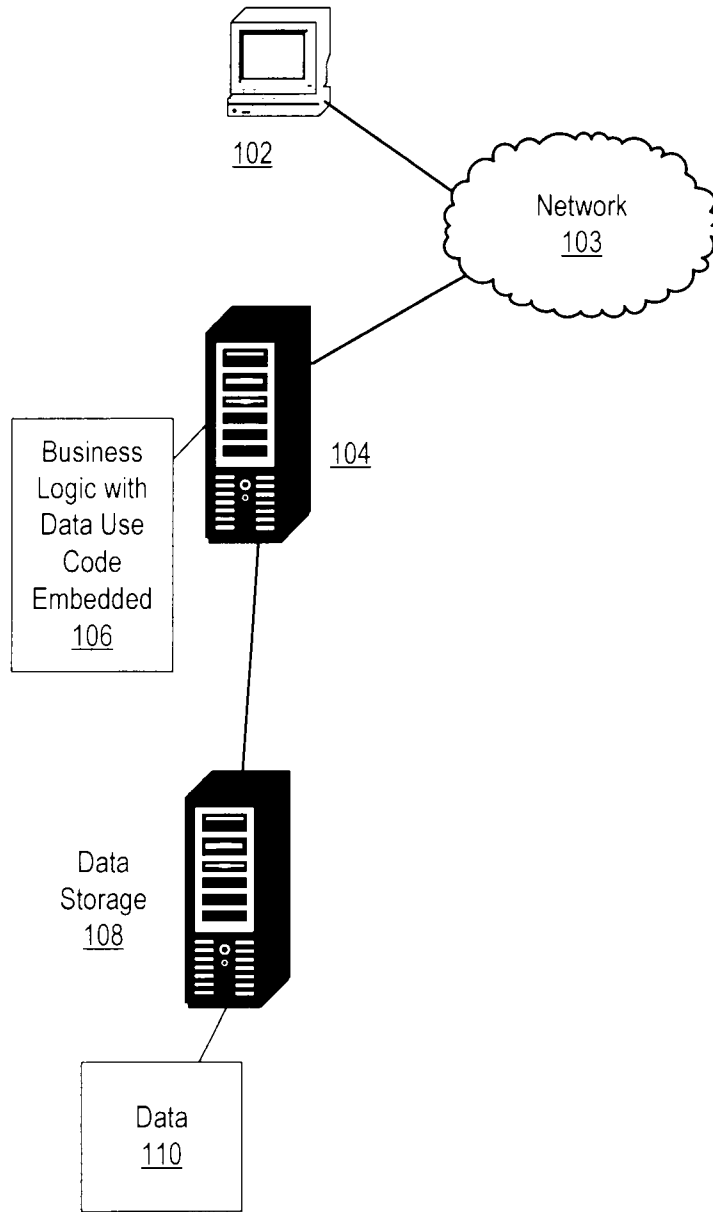 102
Network
103
104
Business
Logic with
Data Use
Code
Embedded
106
Data
Storage
108
Data
110